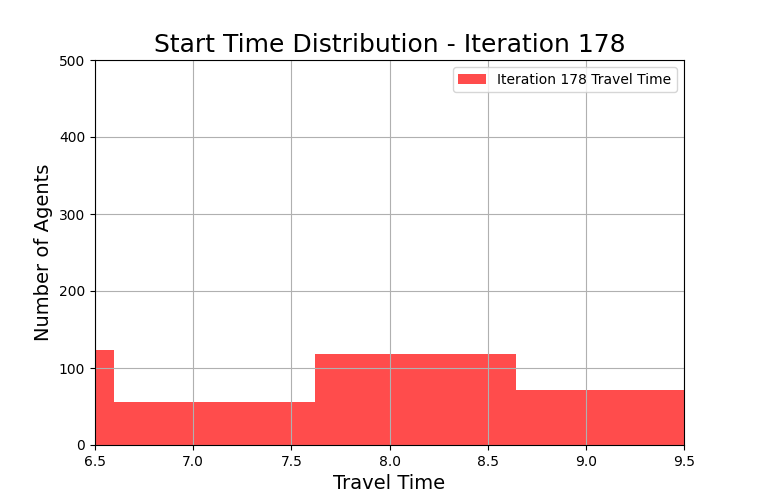 Start Time Distribution - Iteration 178
500
400
300
200
100
0
Number of Agents
Iteration 178 Travel Time
6.5 7.0 7.5 8.0 8.5 9.0 9.5
Travel Time